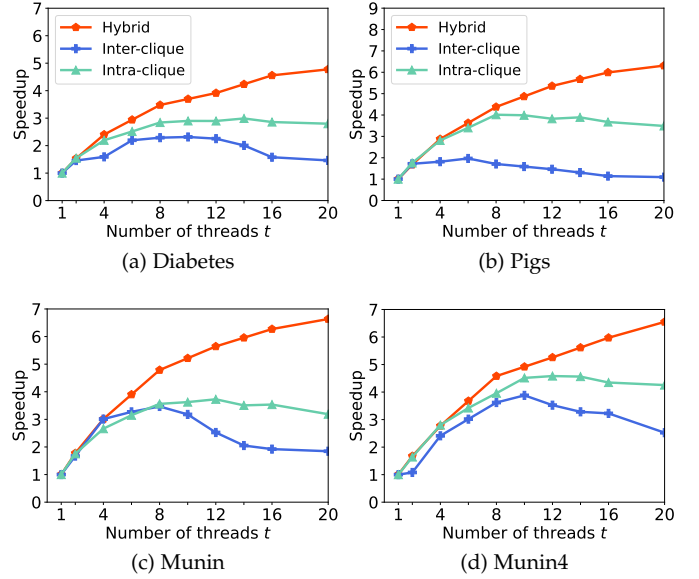 7
6
5
4
3
2
1
0
Speedup
Hybrid
Inter-clique
Intra-clique
1 4 8 12 16 20
Number of threads t
(a) Diabetes
9
8
7
6
5
4
3
2
1
0
Speedup
Hybrid
Inter-clique
Intra-clique
1 4 8 12 16 20
Number of threads t
(b) Pigs
7
6
5
4
3
2
1
0
Speedup
1 4 8 12 16 20
Number of threads t
(c) Munin
7
6
5
4
3
2
1
0
Speedup
1 4 8 12 16 20
Number of threads t
(d) Munin4